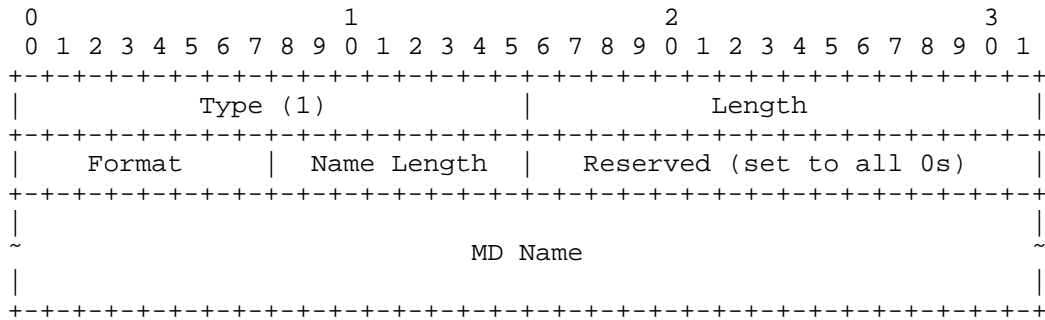 0                   1                   2                   3
 0 1 2 3 4 5 6 7 8 9 0 1 2 3 4 5 6 7 8 9 0 1 2 3 4 5 6 7 8 9 0 1
+-+-+-+-+-+-+-+-+-+-+-+-+-+-+-+-+-+-+-+-+-+-+-+-+-+-+-+-+-+-+-+-+
|           Type (1)            |           Length              |
+-+-+-+-+-+-+-+-+-+-+-+-+-+-+-+-+-+-+-+-+-+-+-+-+-+-+-+-+-+-+-+-+
|    Format     |  Name Length  |   Reserved (set to all 0s)    |
+-+-+-+-+-+-+-+-+-+-+-+-+-+-+-+-+-+-+-+-+-+-+-+-+-+-+-+-+-+-+-+-+
|                                                               |
~                            MD Name                            ~
|                                                               |
+-+-+-+-+-+-+-+-+-+-+-+-+-+-+-+-+-+-+-+-+-+-+-+-+-+-+-+-+-+-+-+-+